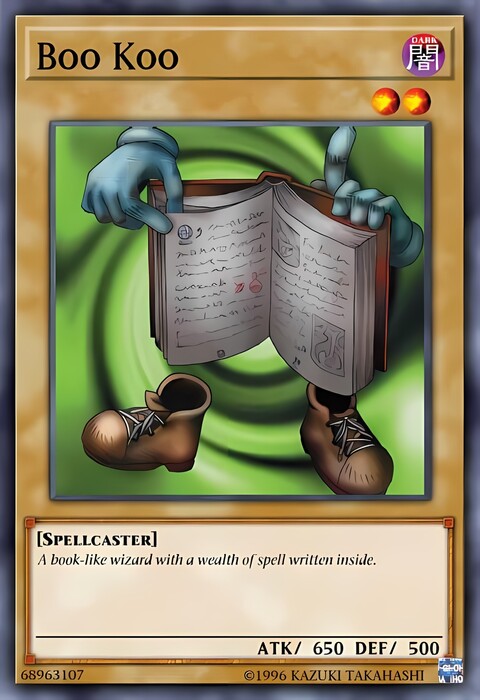 Boo Koo
DARK
闇
[Spellcaster]
A book-like wizard with a wealth of spell written inside.
ATK/ 650 DEF/ 500
68963107
©1996 KAZUKI TAKAHASHI